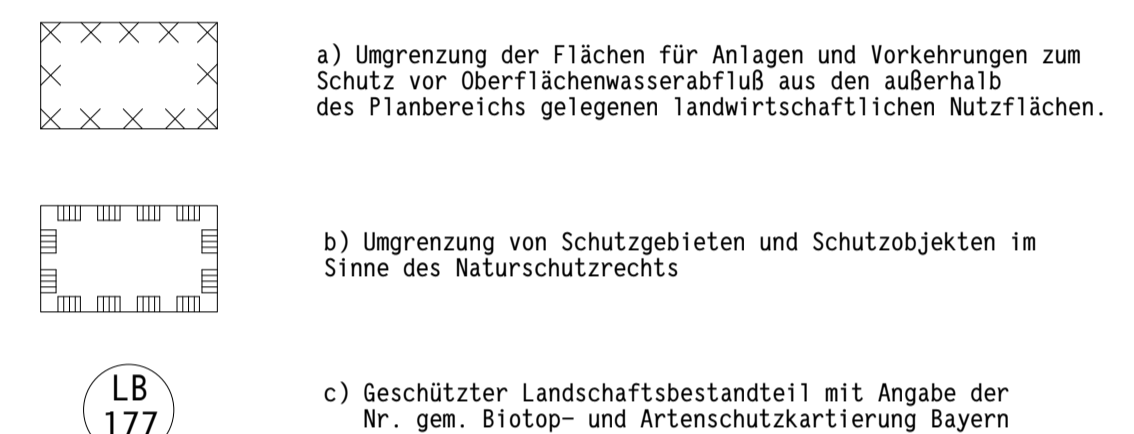 a) Umgrenzung der Flächen für Anlagen und Vorkehrungen zum
Schutz vor Oberflächenwasserabfluß aus den außerhalb
des Planbereichs gelegenen landwirtschaftlichen Nutzflächen.
b) Umgrenzung von Schutzgebieten und Schutzobjekten im
Sinne des Naturschutzrechts
LB
177
c) Geschützter Landschaftsbestandteil mit Angabe der
Nr. gem. Biotop- und Artenschutzkartierung Bayern